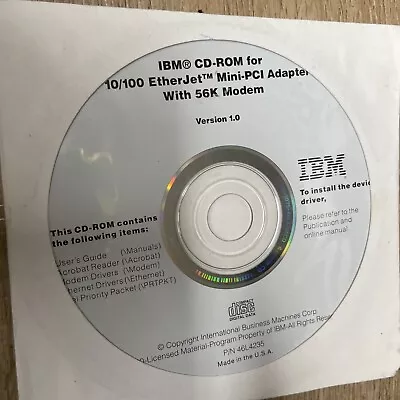 IBM® CD-ROM for
10/100 EtherJet™ Mini-PCI Adapter
With 56K Modem
Version 1.0
IBM
To install the devic
driver,
Please refer to the
Publication and
online manual
This CD-ROM contains
the following items:
User's Guide (\Manuals)
Acrobat Reader (\Acrobat)
Modem Drivers (\Modem)
hernet Drivers (\Ethernet)
el Priority Packet (\PRTPKT)
COMPACT
disc
DIGITAL DATA
© Copyright International Business Machines Corp.
-Licensed Material-Program Property of IBM-All Rights
P/N 46L4235
Made in the U.S.A.